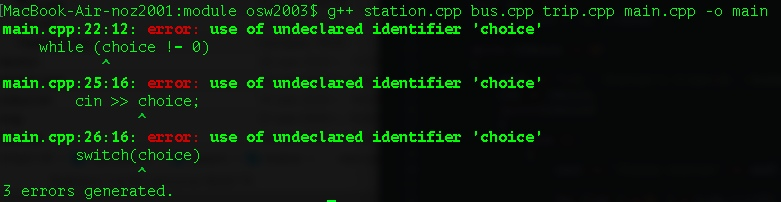 [MacBook-Air-noz2001:module osw2003$ g++ station.cpp bus.cpp trip.cpp main.cpp -o main
main.cpp:22:12: error: use of undeclared identifier 'choice'
    while (choice != 0)
           ^
main.cpp:25:16: error: use of undeclared identifier 'choice'
        cin >> choice;
               ^
main.cpp:26:16: error: use of undeclared identifier 'choice'
        switch(choice)
               ^
3 errors generated.